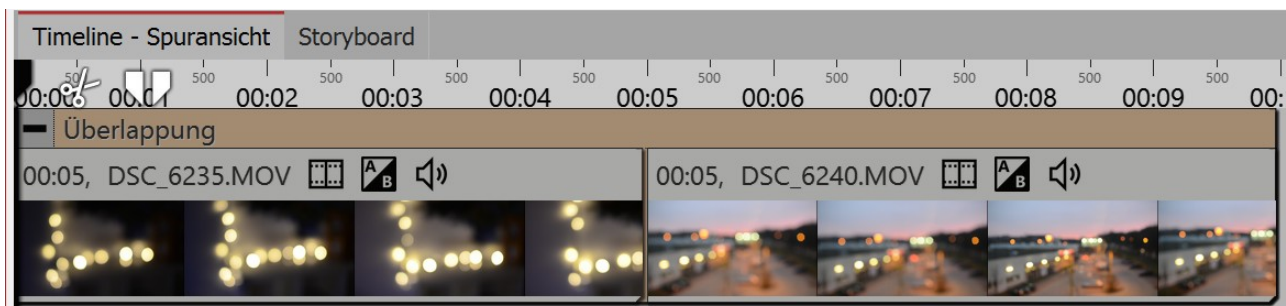 Timeline - Spuransicht Storyboard
500 500 500 500 500 500 500 500 500
00:00 00:01 00:02 00:03 00:04 00:05 00:06 00:07 00:08 00:09 00:
Überlappung
00:05, DSC_6235.MOV A B 00:05, DSC_6240.MOV A B